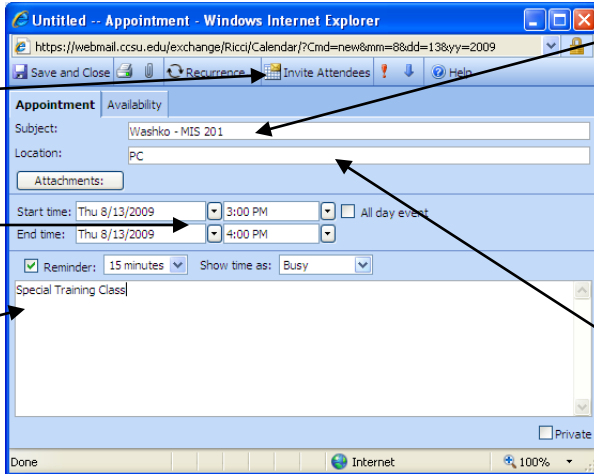 Untitled -- Appointment - Windows Internet Explorer
https://webmail.ccsu.edu/exchange/Ricci/Calendar/?Cmd=new&mm=8&dd=13&yy=2009
Save and Close Recurrence Invite Attendees Help
Appointment Availability
Subject: Washko - MIS 201
Location: PC
Attachments:
Start time: Thu 8/13/2009 3:00 PM All day event
End time: Thu 8/13/2009 4:00 PM
Reminder: 15 minutes Show time as: Busy
Special Training Class
Private
Done Internet 100%